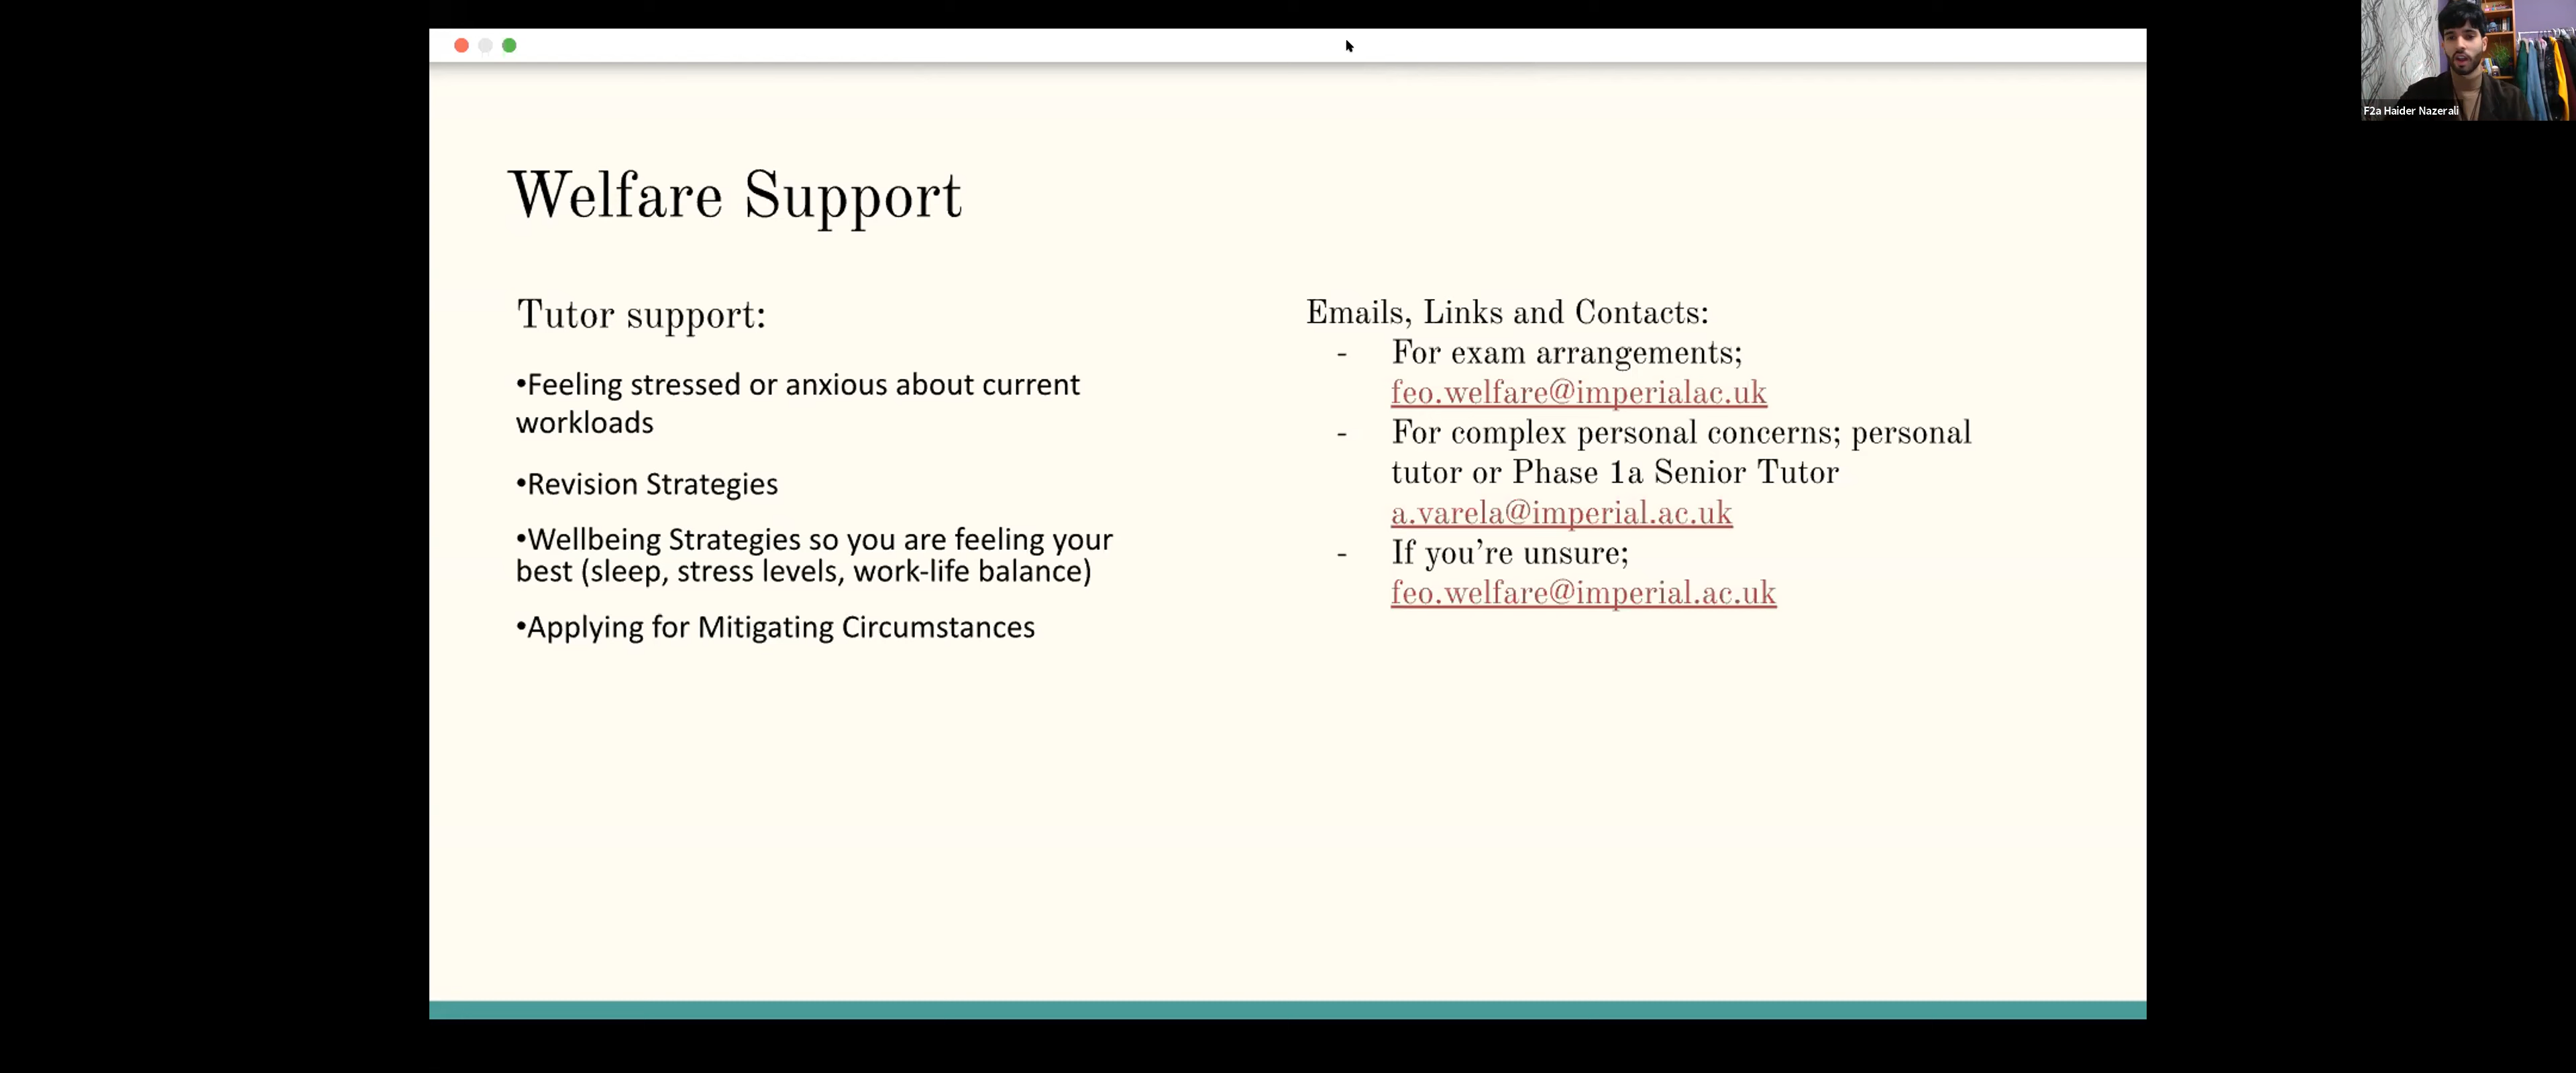 Welfare Support
Tutor support:
•Feeling stressed or anxious about current
workloads
•Revision Strategies
•Wellbeing Strategies so you are feeling your
best (sleep, stress levels, work-life balance)
•Applying for Mitigating Circumstances
Emails, Links and Contacts:
- For exam arrangements;
feo.welfare@imperialac.uk
- For complex personal concerns; personal
tutor or Phase 1a Senior Tutor
a.varela@imperial.ac.uk
- If you’re unsure;
feo.welfare@imperial.ac.uk
F2a Haider Nazerali